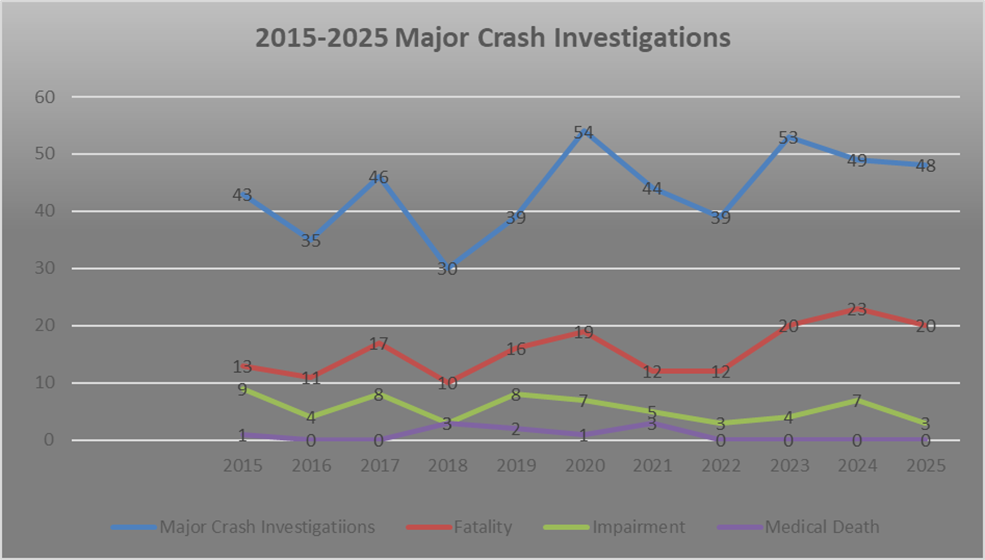 2015-2025 Major Crash Investigations
60
50
40
30
20
10
0
43 35 46 30 39 54 44 39 53 49 48
13 11 17 10 16 19 12 12 20 23 20
9 4 8 3 8 7 5 3 4 7 3
1 0 0 3 2 1 3 0 0 0 0
2015 2016 2017 2018 2019 2020 2021 2022 2023 2024 2025
Major Crash Investigatiions Fatality Impairment Medical Death